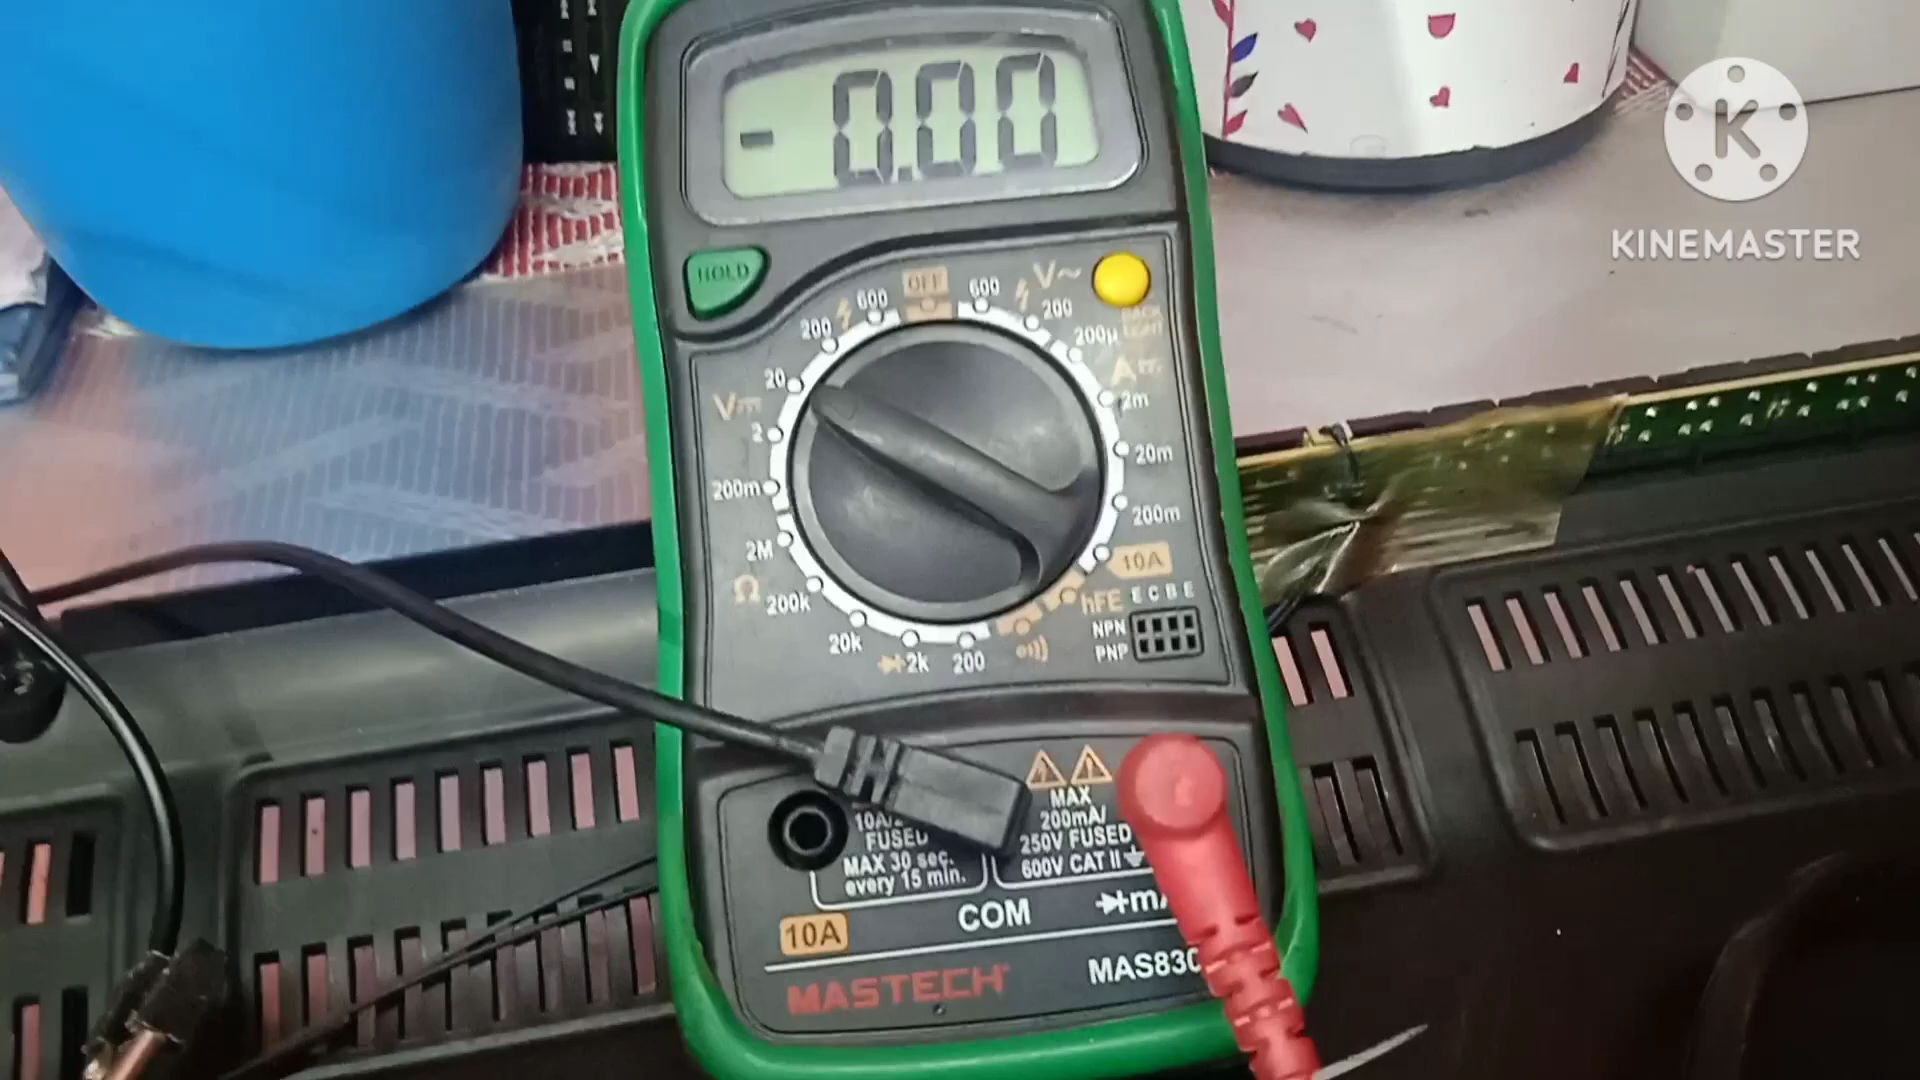 - 0.00
K
KINEMASTER
HOLD
OFF
600
600
V~
200
200
200µ
BACK
LIGHT
A
20
2m
V
2
20m
200m
200m
2M
10A
Ω
200k
hFE
E C B E
20k
2k
200
NPN
PNP
FUSED
MAX 30 sec.
every 15 min.
MAX
200mA/
250V FUSED
600V CAT II
COM
10A
MASTECH